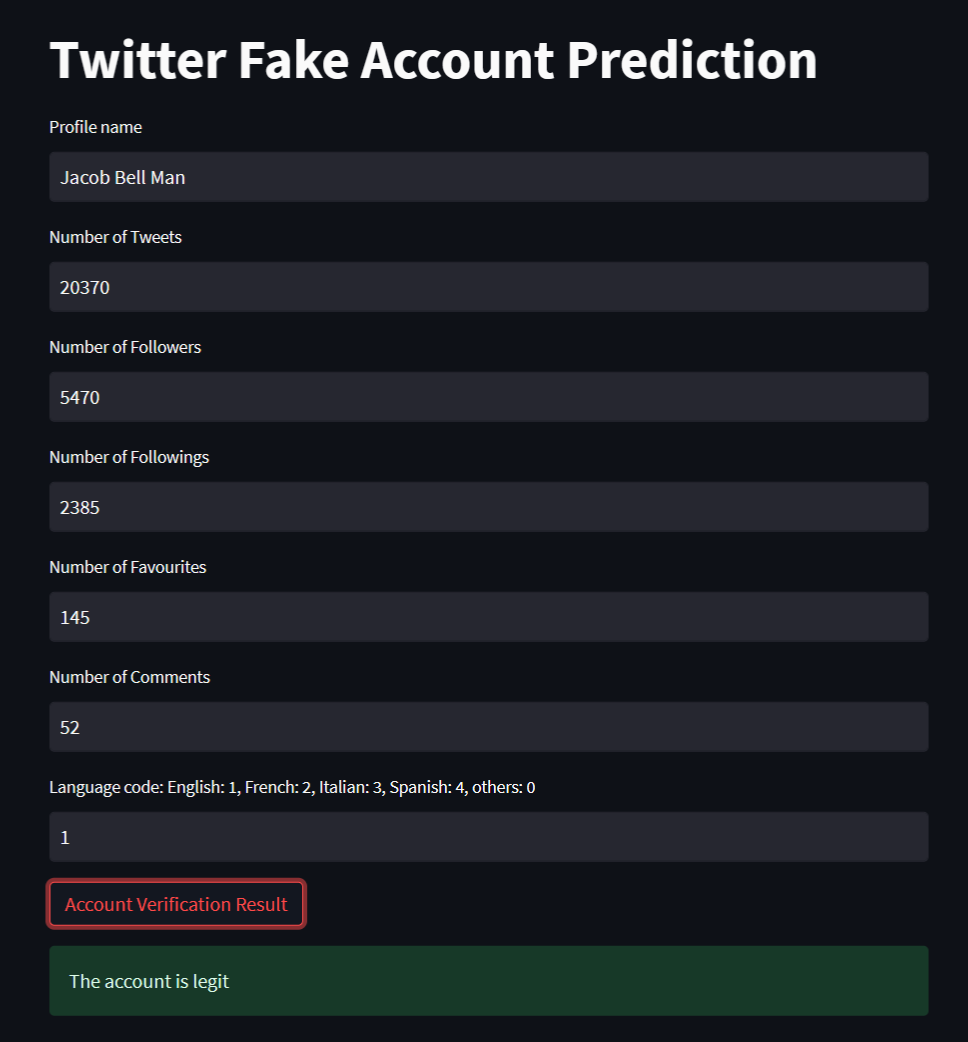 Twitter Fake Account Prediction
Profile name
Jacob Bell Man
Number of Tweets
20370
Number of Followers
5470
Number of Followings
2385
Number of Favourites
145
Number of Comments
52
Language code: English: 1, French: 2, Italian: 3, Spanish: 4, others: 0
1
Account Verification Result
The account is legit